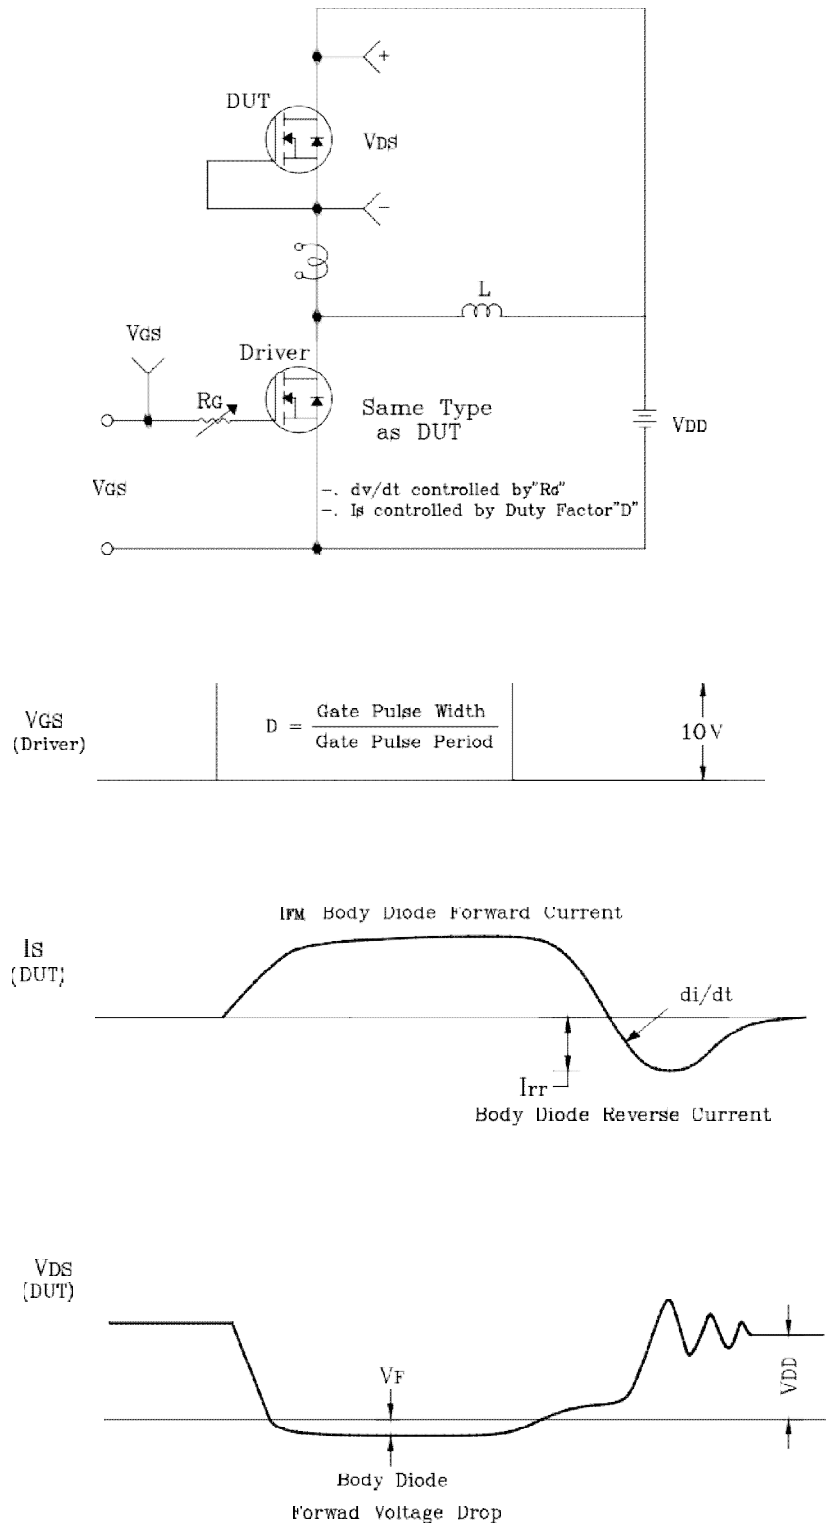 +
DUT
VDS
−
L
VGS
Driver
RG
Same Type
as DUT
VDD
VGS
−. dv/dt controlled by"RG"
−. Is controlled by Duty Factor"D"
VGS
(Driver)
D = Gate Pulse Width
Gate Pulse Period
10V
IFM, Body Diode Forward Current
IS
(DUT)
di/dt
Irr
Body Diode Reverse Current
VDS
(DUT)
VF
VDD
Body Diode
Forwad Voltage Drop